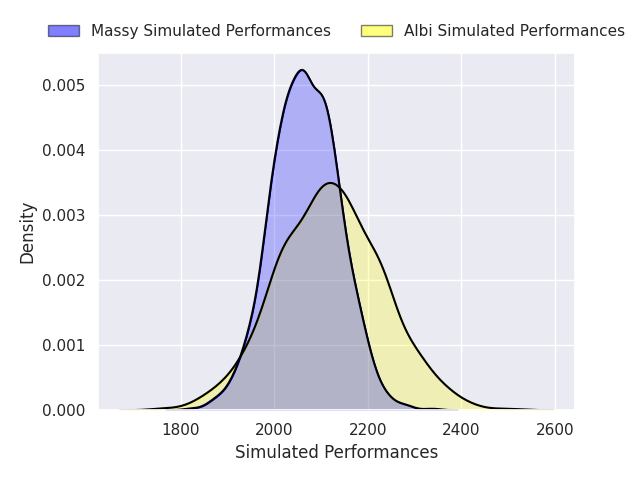 Massy Simulated Performances Albi Simulated Performances
0.005
0.004
0.003
0.002
0.001
0.000
Density
1800 2000 2200 2400 2600
Simulated Performances